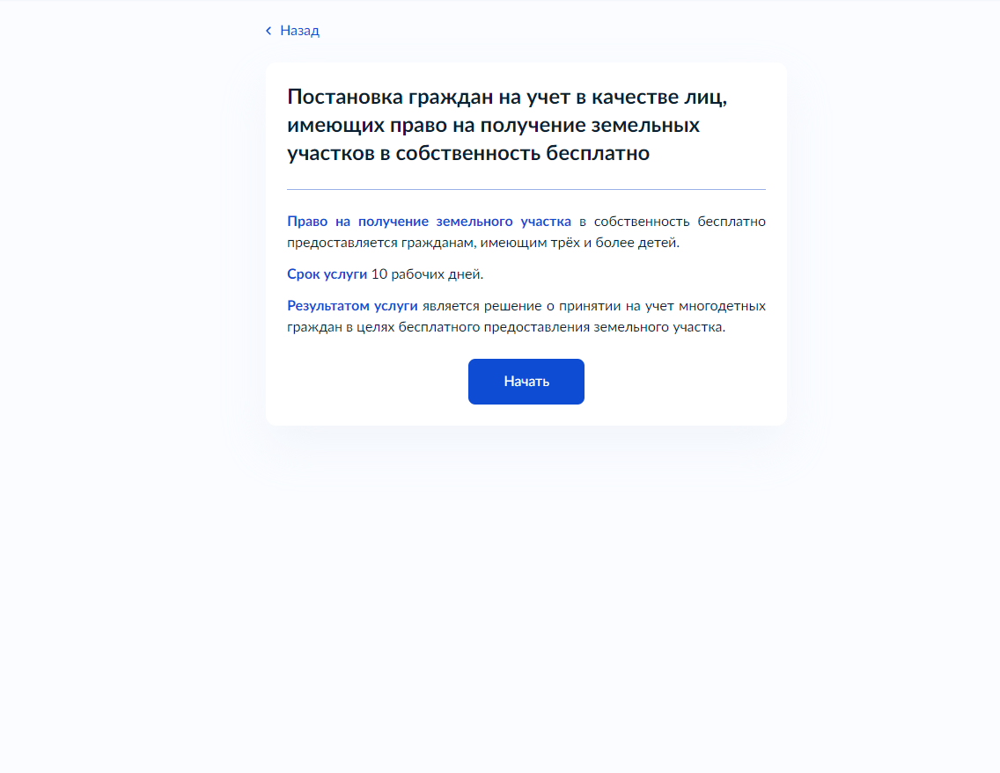 Назад
Постановка граждан на учет в качестве лиц,
имеющих право на получение земельных
участков в собственность бесплатно
Право на получение земельного участка в собственность бесплатно
предоставляется гражданам, имеющим трёх и более детей.
Срок услуги 10 рабочих дней.
Результатом услуги является решение о принятии на учет многодетных
граждан в целях бесплатного предоставления земельного участка.
Начать